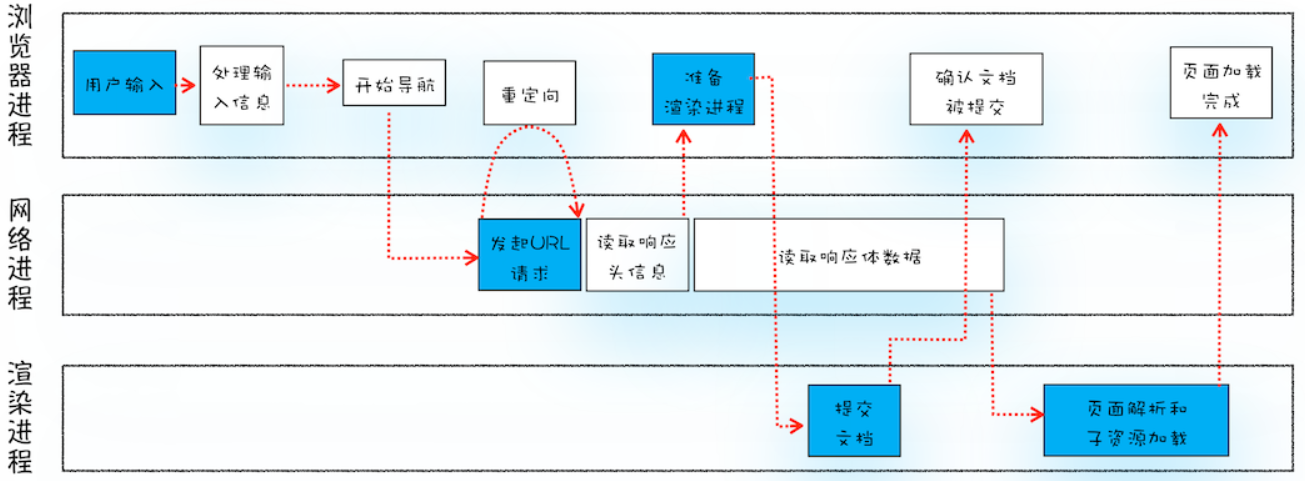 浏览器进程
用户输入
处理输
入信息
开始导航
重定向
准备
渲染进程
确认文档
被提交
页面加载
完成
网络进程
发起URL
请求
读取响应
头信息
读取响应体数据
渲染进程
提交
文档
页面解析和
子资源加载